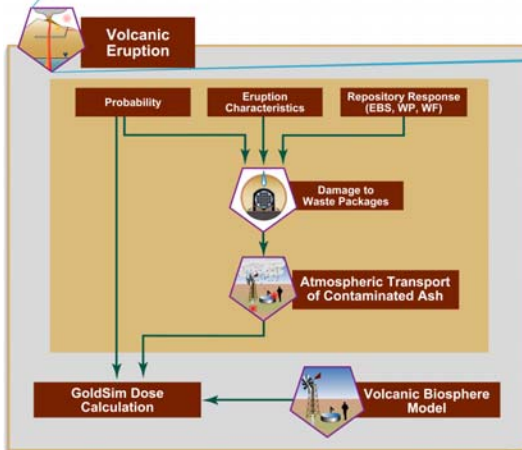 Volcanic
Eruption
Probability
Eruption
Characteristics
Repository Response
(EBS, WP, WF)
Damage to
Waste Packages
Atmospheric Transport
of Contaminated Ash
GoldSim Dose
Calculation
Volcanic Biosphere
Model